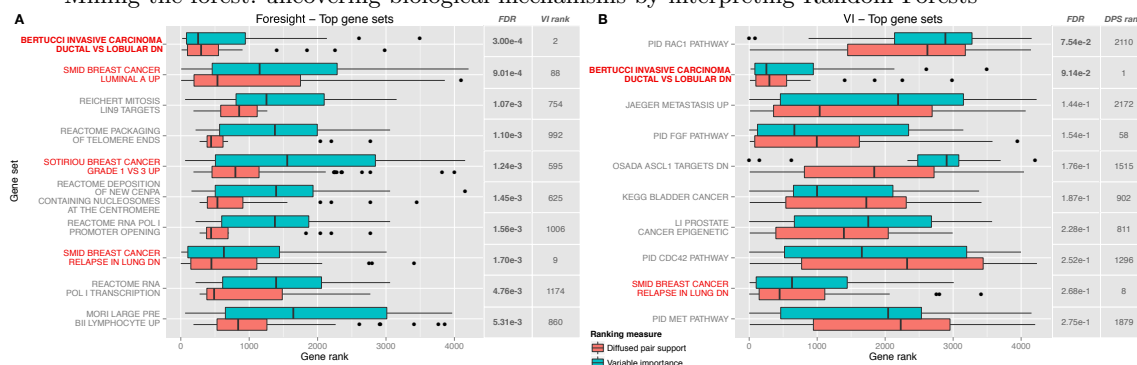 Mining the forest: uncovering biological mechanisms by interpreting Random Forests
A
Foresight – Top gene sets
FDR
VI rank
BERTUCCI INVASIVE CARCINOMA
DUCTAL VS LOBULAR DN
3.00e-4
2
SMID BREAST CANCER
LUMINAL A UP
9.01e-4
88
REICHERT MITOSIS
LIN9 TARGETS
1.07e-3
754
REACTOME PACKAGING
OF TELOMERE ENDS
1.10e-3
992
SOTIRIOU BREAST CANCER
GRADE 1 VS 3 UP
1.24e-3
595
REACTOME DEPOSITION
OF NEW CENPA
CONTAINING NUCLEOSOMES
AT THE CENTROMERE
1.45e-3
625
REACTOME RNA POL I
PROMOTER OPENING
1.56e-3
1006
SMID BREAST CANCER
RELAPSE IN LUNG DN
1.70e-3
9
REACTOME RNA
POL I TRANSCRIPTION
4.76e-3
1174
MORI LARGE PRE
BII LYMPHOCYTE UP
5.31e-3
860
Gene set
0
1000
2000
3000
4000
Gene rank
B
VI – Top gene sets
FDR
DPS rank
PID RAC1 PATHWAY
7.54e-2
2110
BERTUCCI INVASIVE CARCINOMA
DUCTAL VS LOBULAR DN
9.14e-2
1
JAEGER METASTASIS UP
1.44e-1
2172
PID FGF PATHWAY
1.54e-1
58
OSADA ASCL1 TARGETS DN
1.76e-1
1515
KEGG BLADDER CANCER
1.87e-1
902
LI PROSTATE
CANCER EPIGENETIC
2.28e-1
811
PID CDC42 PATHWAY
2.52e-1
1296
SMID BREAST CANCER
RELAPSE IN LUNG DN
2.68e-1
8
PID MET PATHWAY
2.75e-1
1879
0
1000
2000
3000
4000
Gene rank
Ranking measure
Diffused pair support
Variable importance